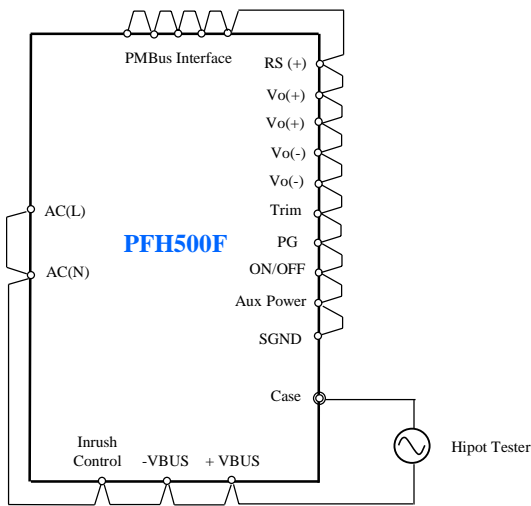 PMBus Interface
RS (+)
Vo(+)
Vo(+)
Vo(-)
Vo(-)
Trim
PG
ON/OFF
Aux Power
SGND
Case
AC(L)
AC(N)
PFH500F
Inrush
Control
-VBUS
+ VBUS
Hipot Tester